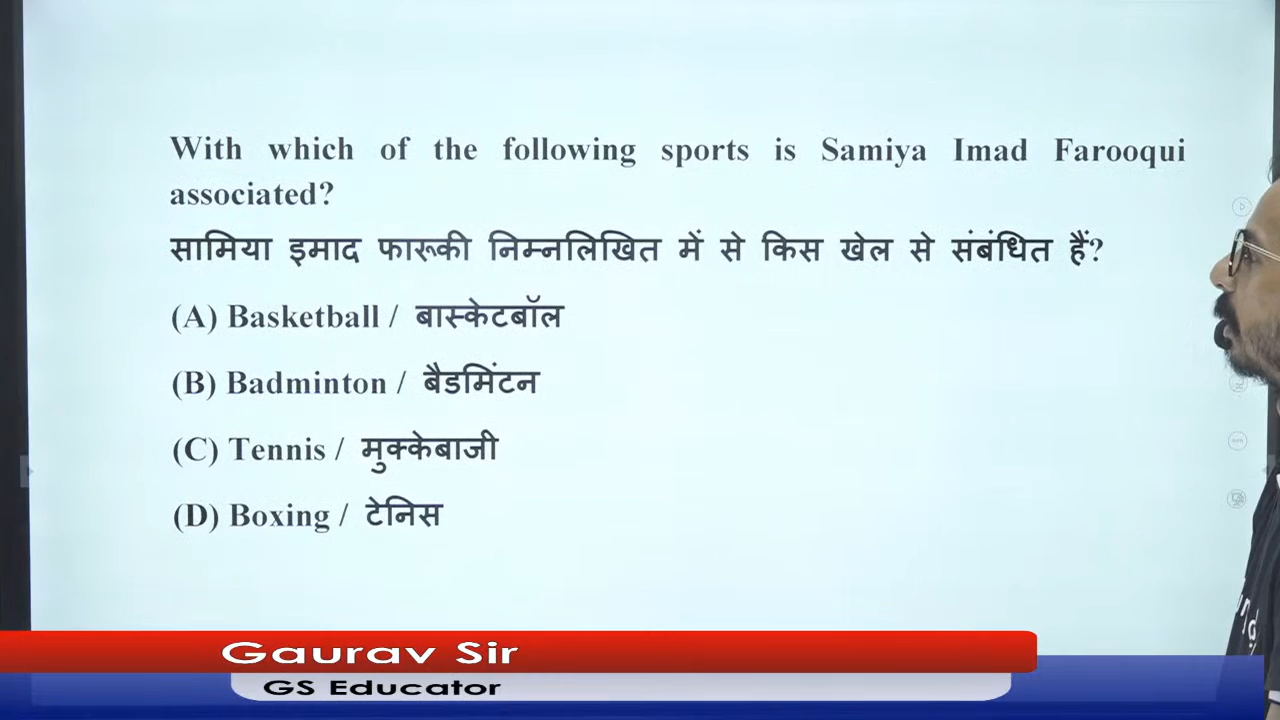 With which of the following sports is Samiya Imad Farooqui
associated?
सामिया इमाद फारूकी निम्नलिखित में से किस खेल से संबंधित हैं?
(A) Basketball / बास्केटबॉल
(B) Badminton / बैडमिंटन
(C) Tennis / मुक्केबाजी
(D) Boxing / टेनिस
Gaurav Sir
GS Educator